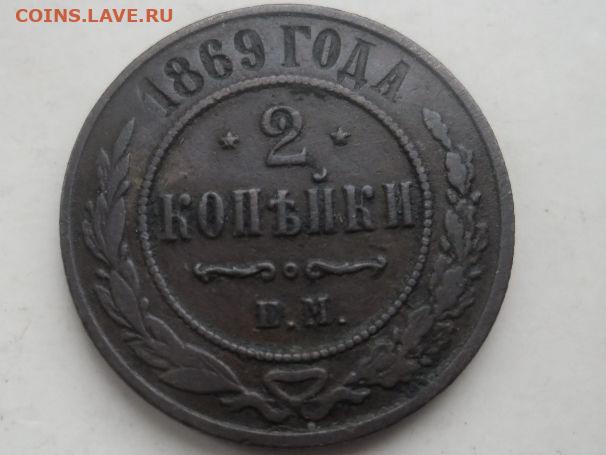 COINS.LAVE.RU
1869 ГОДА
2
КОПѢЙКИ
Е.М.